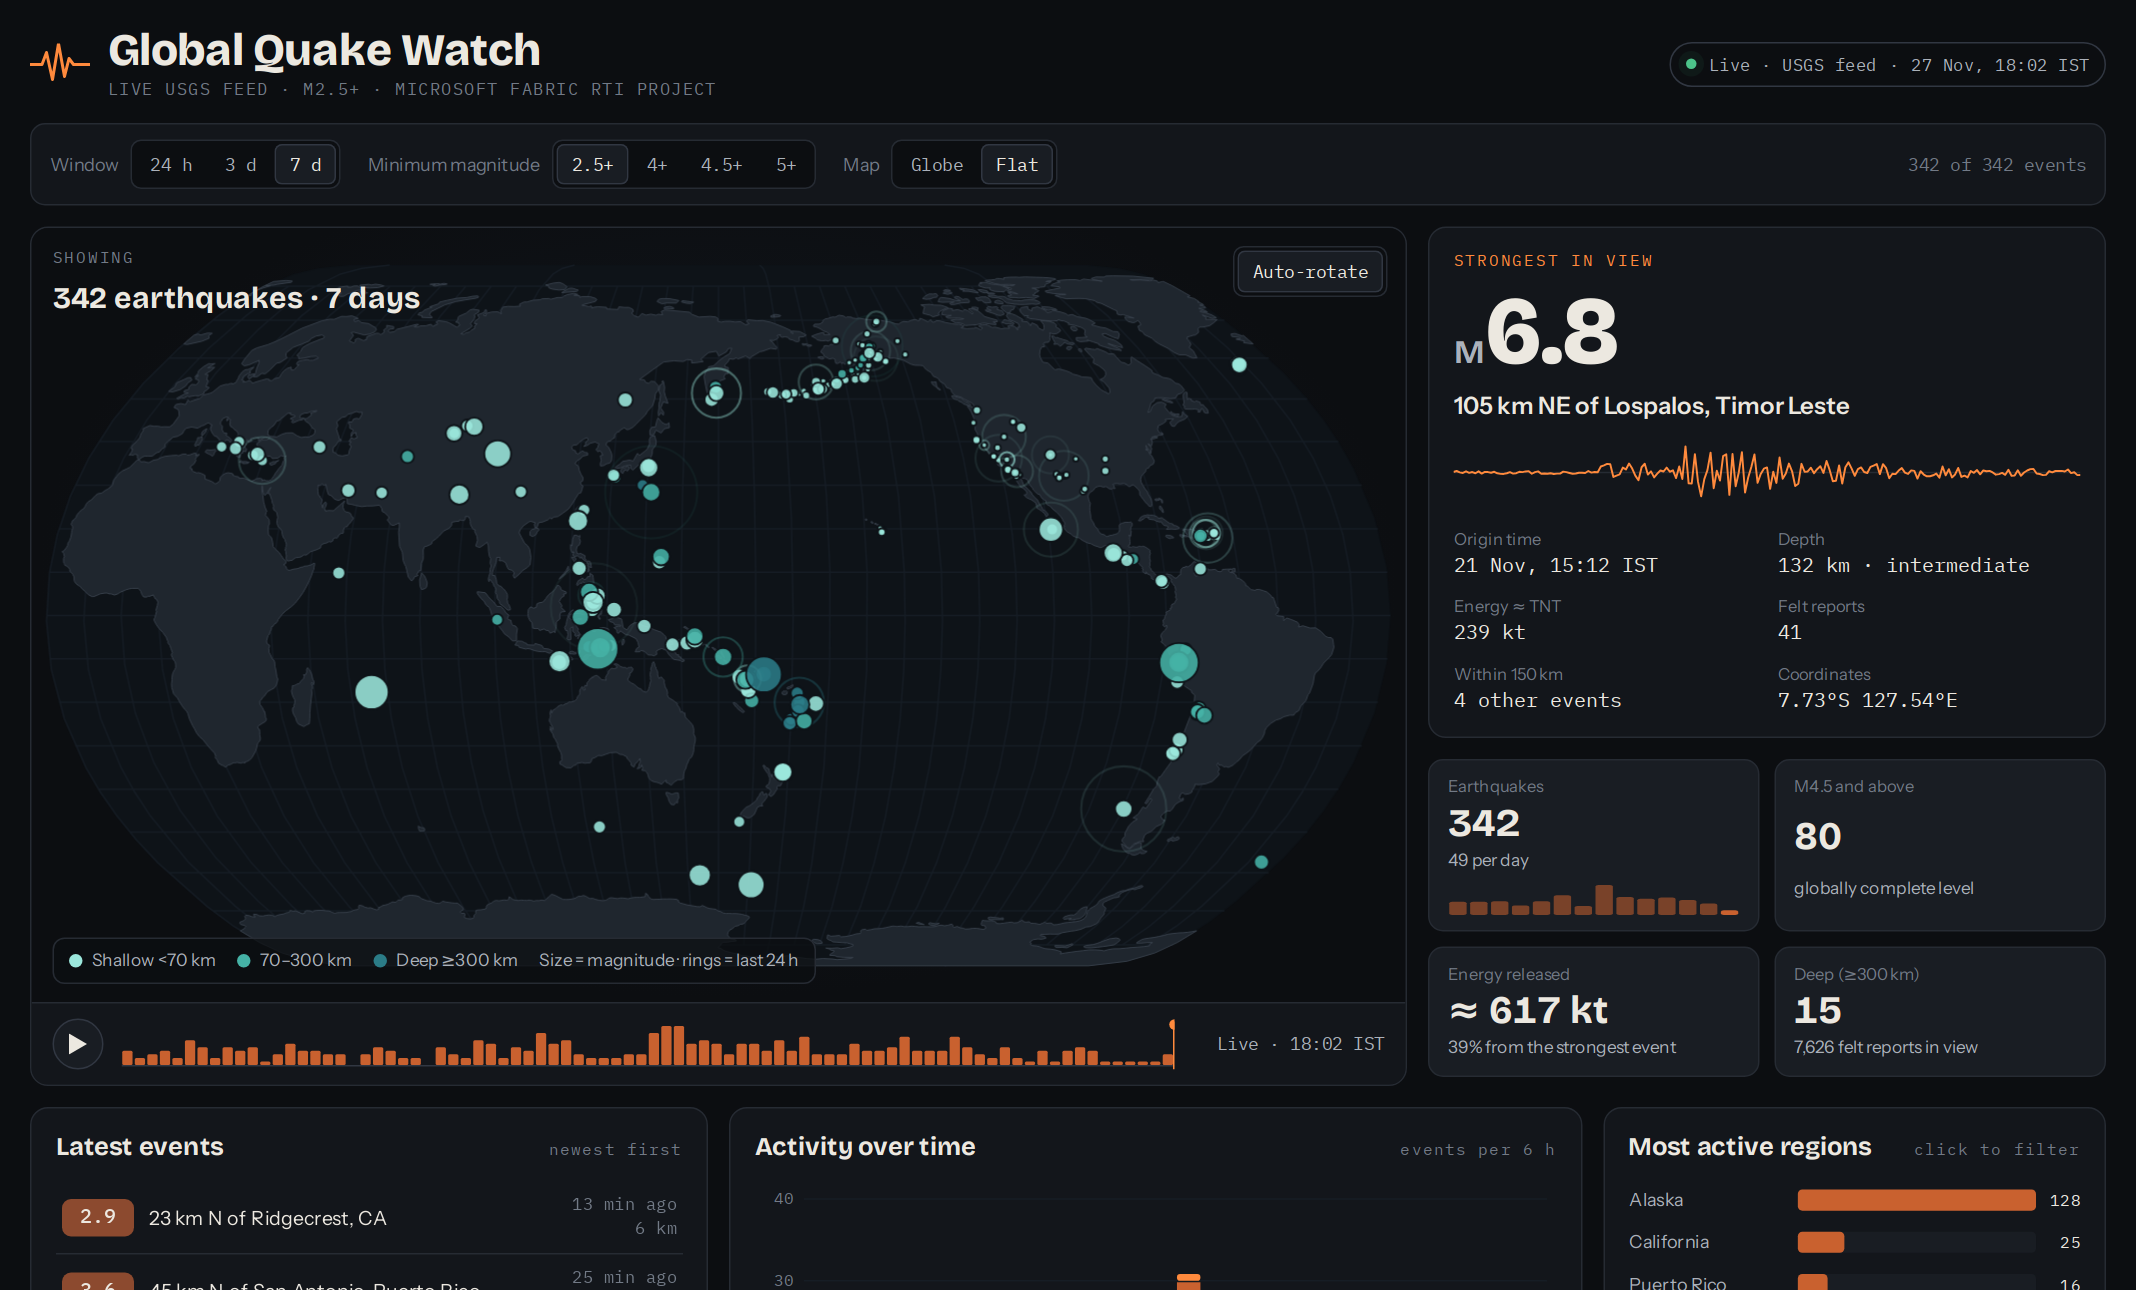 Global Quake Watch
LIVE USGS FEED · M2.5+ · MICROSOFT FABRIC RTI PROJECT
Live · USGS feed · 27 Nov, 18:02 IST
Window 24 h 3 d 7 d Minimum magnitude 2.5+ 4+ 4.5+ 5+ Map Globe Flat 342 of 342 events
SHOWING
342 earthquakes · 7 days
Auto-rotate
Shallow <70 km 70–300 km Deep ≥300 km Size = magnitude · rings = last 24 h
Live · 18:02 IST
STRONGEST IN VIEW
M6.8
105 km NE of Lospalos, Timor Leste
Origin time Depth
21 Nov, 15:12 IST 132 km · intermediate
Energy ≈ TNT Felt reports
239 kt 41
Within 150 km Coordinates
4 other events 7.73°S 127.54°E
Earthquakes
342
49 per day
M4.5 and above
80
globally complete level
Energy released
≈ 617 kt
39% from the strongest event
Deep (≥300 km)
15
7,626 felt reports in view
Latest events newest first
2.9 23 km N of Ridgecrest, CA 13 min ago
6 km
3.6 45 km N of San Antonio, Puerto Rico 25 min ago
Activity over time events per 6 h
40
30
Most active regions click to filter
Alaska 128
California 25
Puerto Rico 16